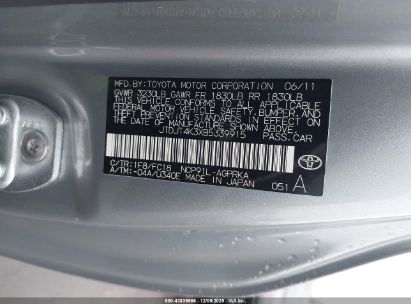 MFD. BY: TOYOTA MOTOR CORPORATION 06/11
GVWR 3230LB GAWR FR 1830LB RR 1830LB
THIS VEHICLE CONFORMS TO ALL APPLICABLE
FEDERAL MOTOR VEHICLE SAFETY, BUMPER, AND
THEFT PREVENTION STANDARDS IN EFFECT ON
THE DATE OF MANUFACTURE SHOWN ABOVE.
JTDJT4K3XB5339915 PASS.CAR
C/TR:1F8/FC18 NCP91L-AGPRKA
A/TM:-04A/U340E MADE IN JAPAN 051 A
TOYOTA